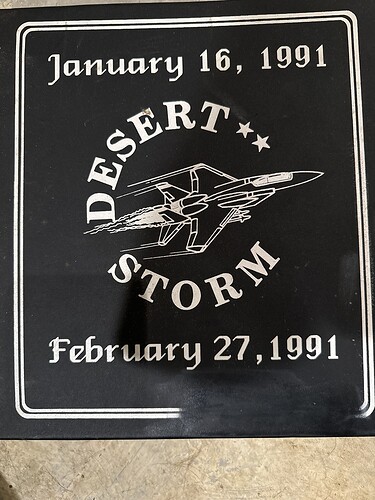 January 16, 1991
DESERT
STORM
February 27, 1991